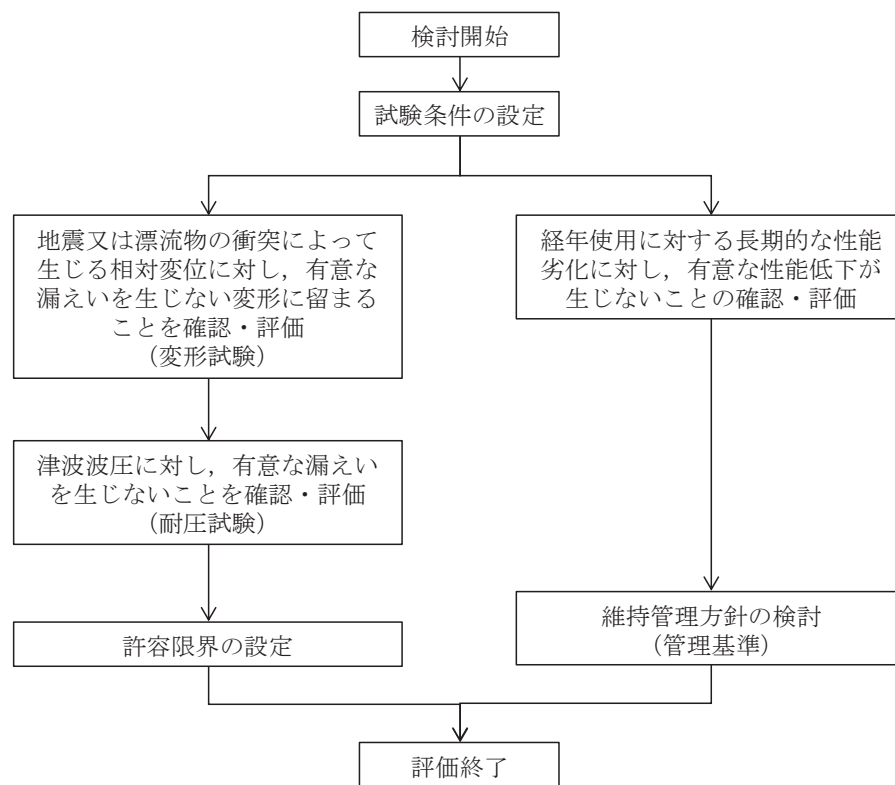 検討開始
試験条件の設定
地震又は漂流物の衝突によって
生じる相対変位に対し，有意な
漏えいを生じない変形に留まる
ことを確認・評価
（変形試験）
津波波圧に対し，有意な漏えい
を生じないことを確認・評価
（耐圧試験）
許容限界の設定
経年使用に対する長期的な性能
劣化に対し，有意な性能低下が
生じないことの確認・評価
維持管理方針の検討
（管理基準）
評価終了